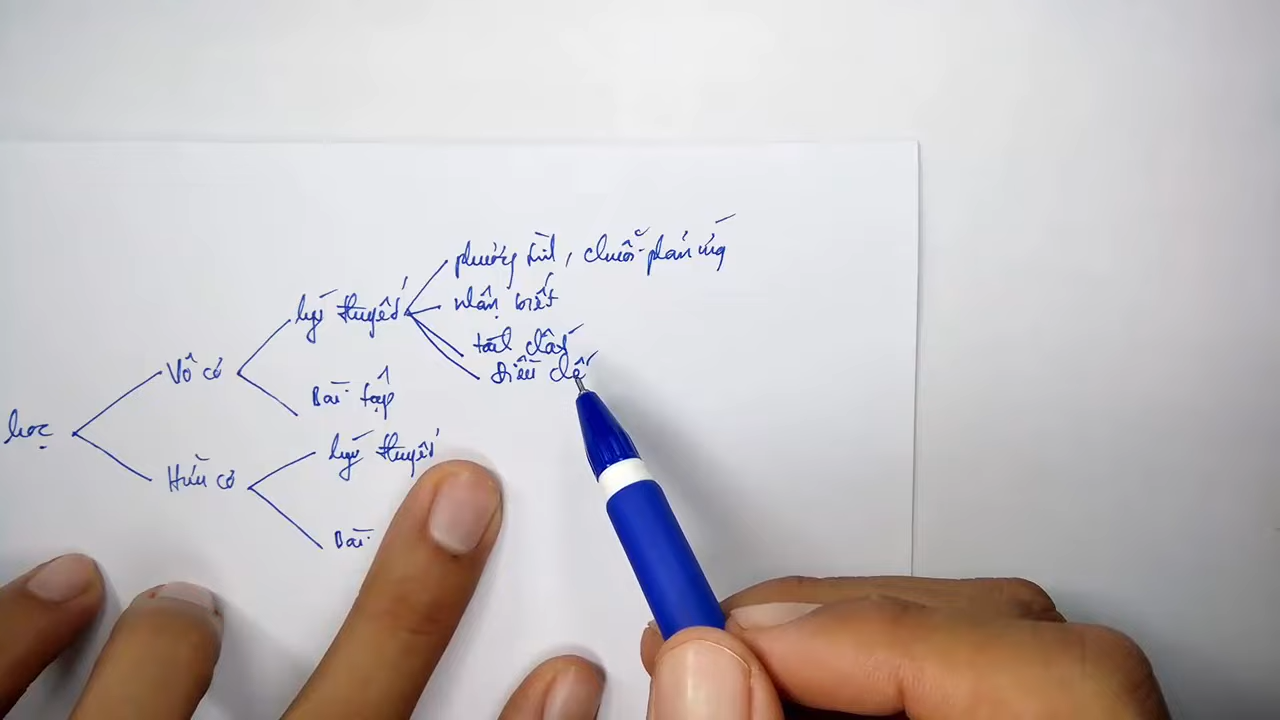 phương trình, chuỗi phản ứng
nhận biết
lý thuyết
tách chất
điều chế
Vô cơ
Bài tập
học
lý thuyết
Hữu cơ
Bài